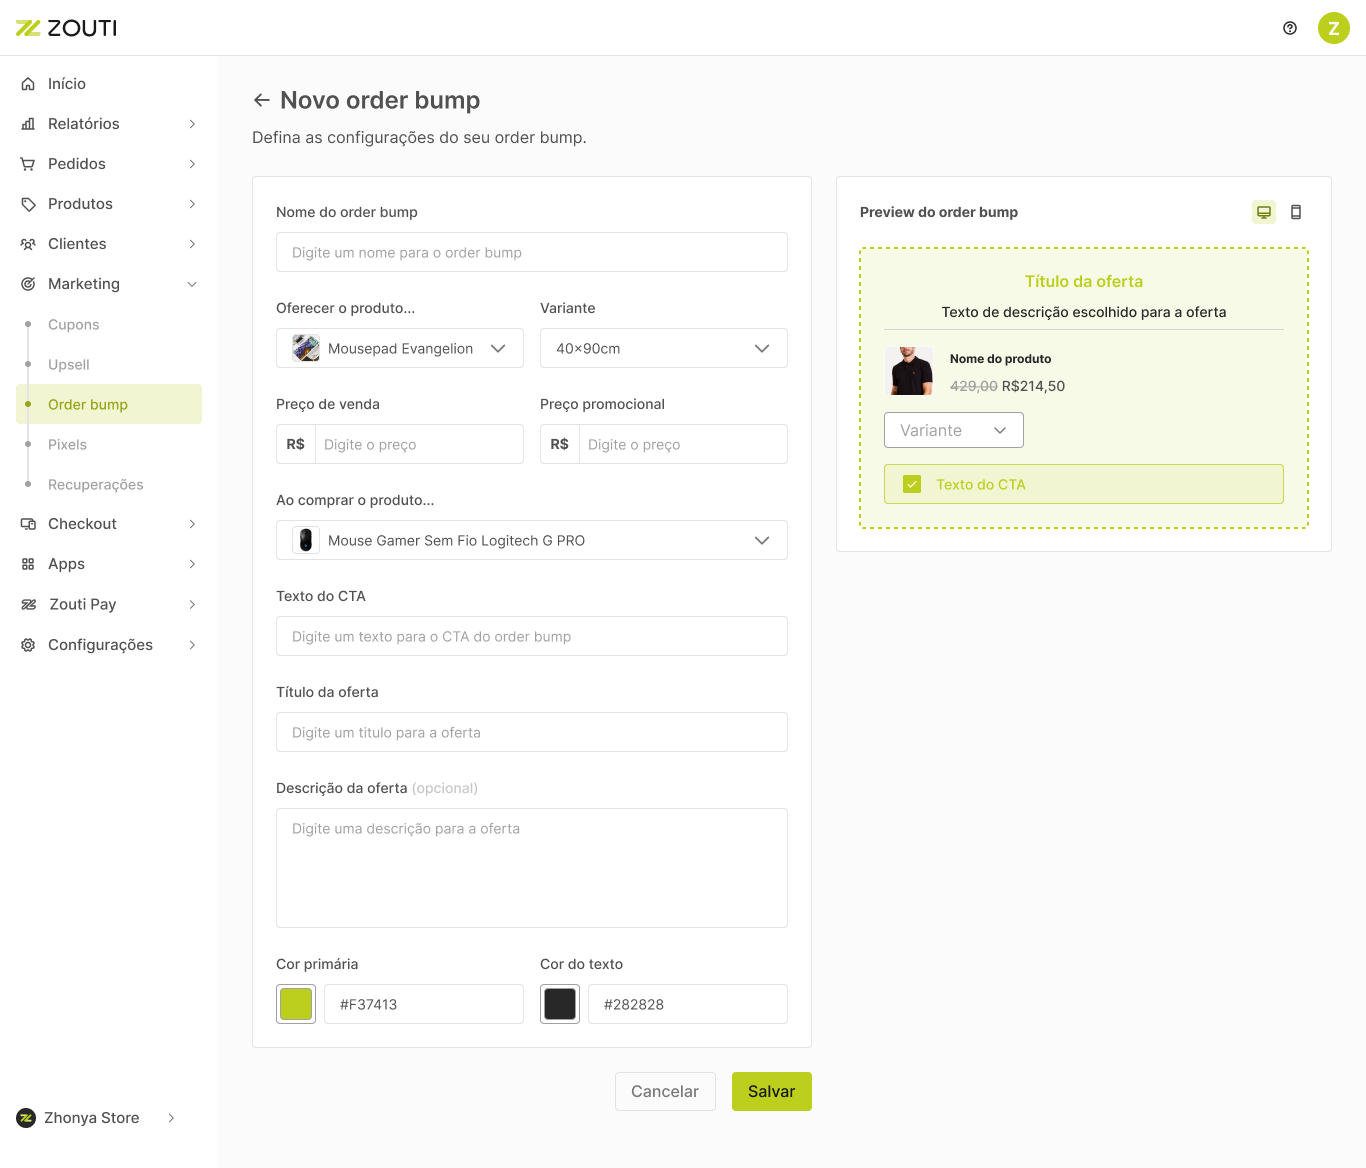 ZOUTI
Z
Início
Relatórios
Pedidos
Produtos
Clientes
Marketing
Cupons
Upsell
Order bump
Pixels
Recuperações
Checkout
Apps
Zouti Pay
Configurações
Zhonya Store
Novo order bump
Defina as configurações do seu order bump.
Nome do order bump
Digite um nome para o order bump
Oferecer o produto...
Variante
Mousepad Evangelion
40x90cm
Preço de venda
Preço promocional
R$ Digite o preço
R$ Digite o preço
Ao comprar o produto...
Mouse Gamer Sem Fio Logitech G PRO
Texto do CTA
Digite um texto para o CTA do order bump
Título da oferta
Digite um titulo para a oferta
Descrição da oferta (opcional)
Digite uma descrição para a oferta
Cor primária
Cor do texto
#F37413
#282828
Cancelar
Salvar
Preview do order bump
Título da oferta
Texto de descrição escolhido para a oferta
Nome do produto
429,00 R$214,50
Variante
Texto do CTA